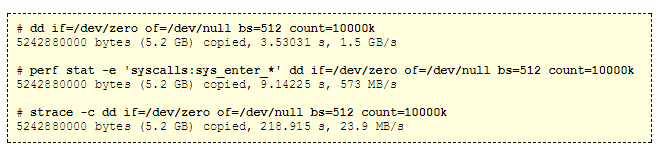 # dd if=/dev/zero of=/dev/null bs=512 count=10000k
5242880000 bytes (5.2 GB) copied, 3.53031 s, 1.5 GB/s
# perf stat -e 'syscalls:sys_enter_*' dd if=/dev/zero of=/dev/null bs=512 count=10000k
5242880000 bytes (5.2 GB) copied, 9.14225 s, 573 MB/s
# strace -c dd if=/dev/zero of=/dev/null bs=512 count=10000k
5242880000 bytes (5.2 GB) copied, 218.915 s, 23.9 MB/s